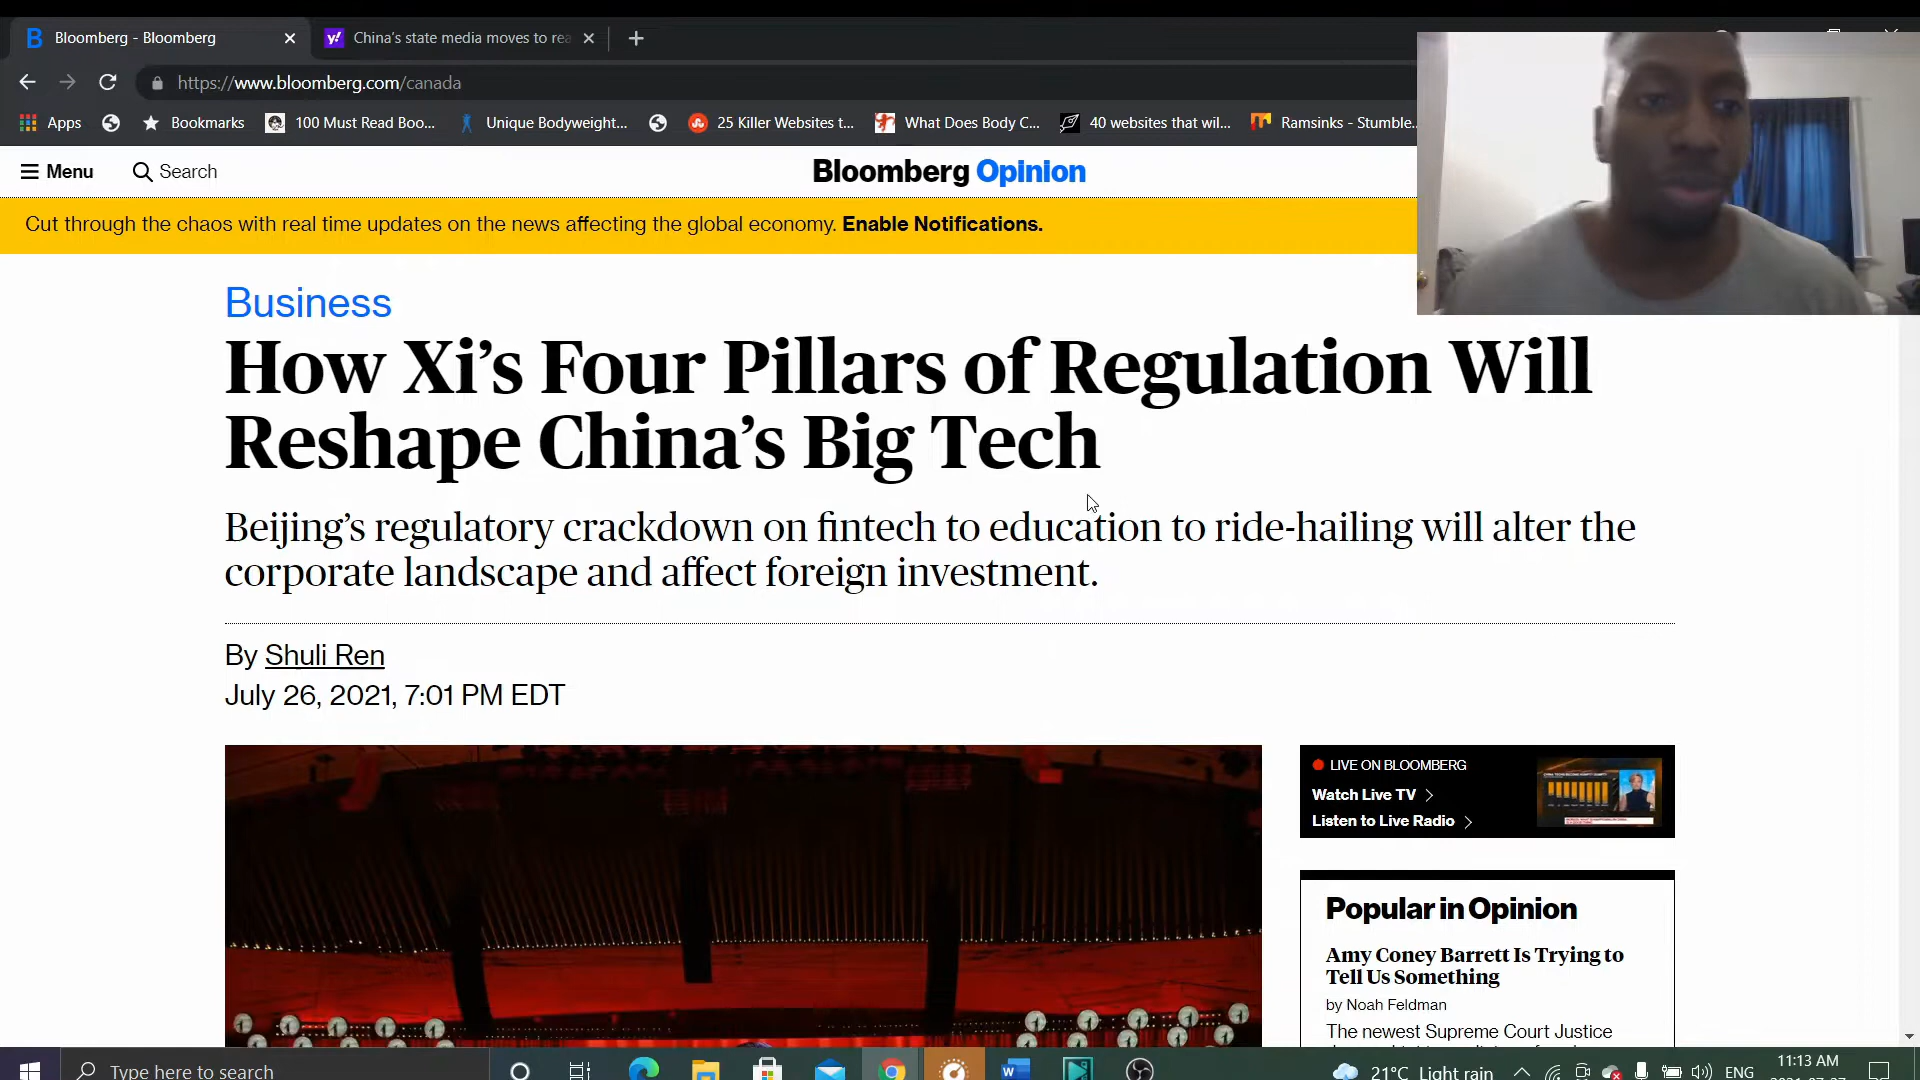 Bloomberg - Bloomberg
China's state media moves to rea
https://www.bloomberg.com/canada
Apps
Bookmarks
100 Must Read Boo...
Unique Bodyweight...
25 Killer Websites t...
What Does Body C...
40 websites that wil...
Ramsinks - Stumble...
Menu
Search
Bloomberg Opinion
Cut through the chaos with real time updates on the news affecting the global economy. Enable Notifications.
Business
How Xi's Four Pillars of Regulation Will
Reshape China's Big Tech
Beijing's regulatory crackdown on fintech to education to ride-hailing will alter the
corporate landscape and affect foreign investment.
By Shuli Ren
July 26, 2021, 7:01 PM EDT
LIVE ON BLOOMBERG
Watch Live TV
Listen to Live Radio
Popular in Opinion
Amy Coney Barrett Is Trying to
Tell Us Something
by Noah Feldman
The newest Supreme Court Justice
Type here to search
21°C Light rain
ENG
11:13 AM